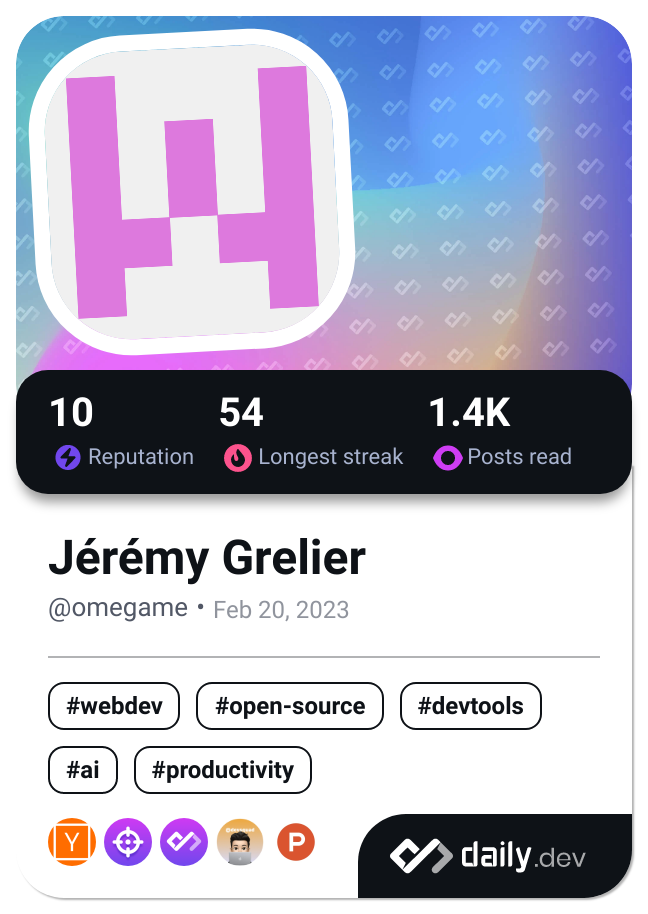 10 54 1.4K
Reputation Longest streak Posts read
Jérémy Grelier
@omegame • Feb 20, 2023
#webdev #open-source #devtools
#ai #productivity
Y P
daily.dev